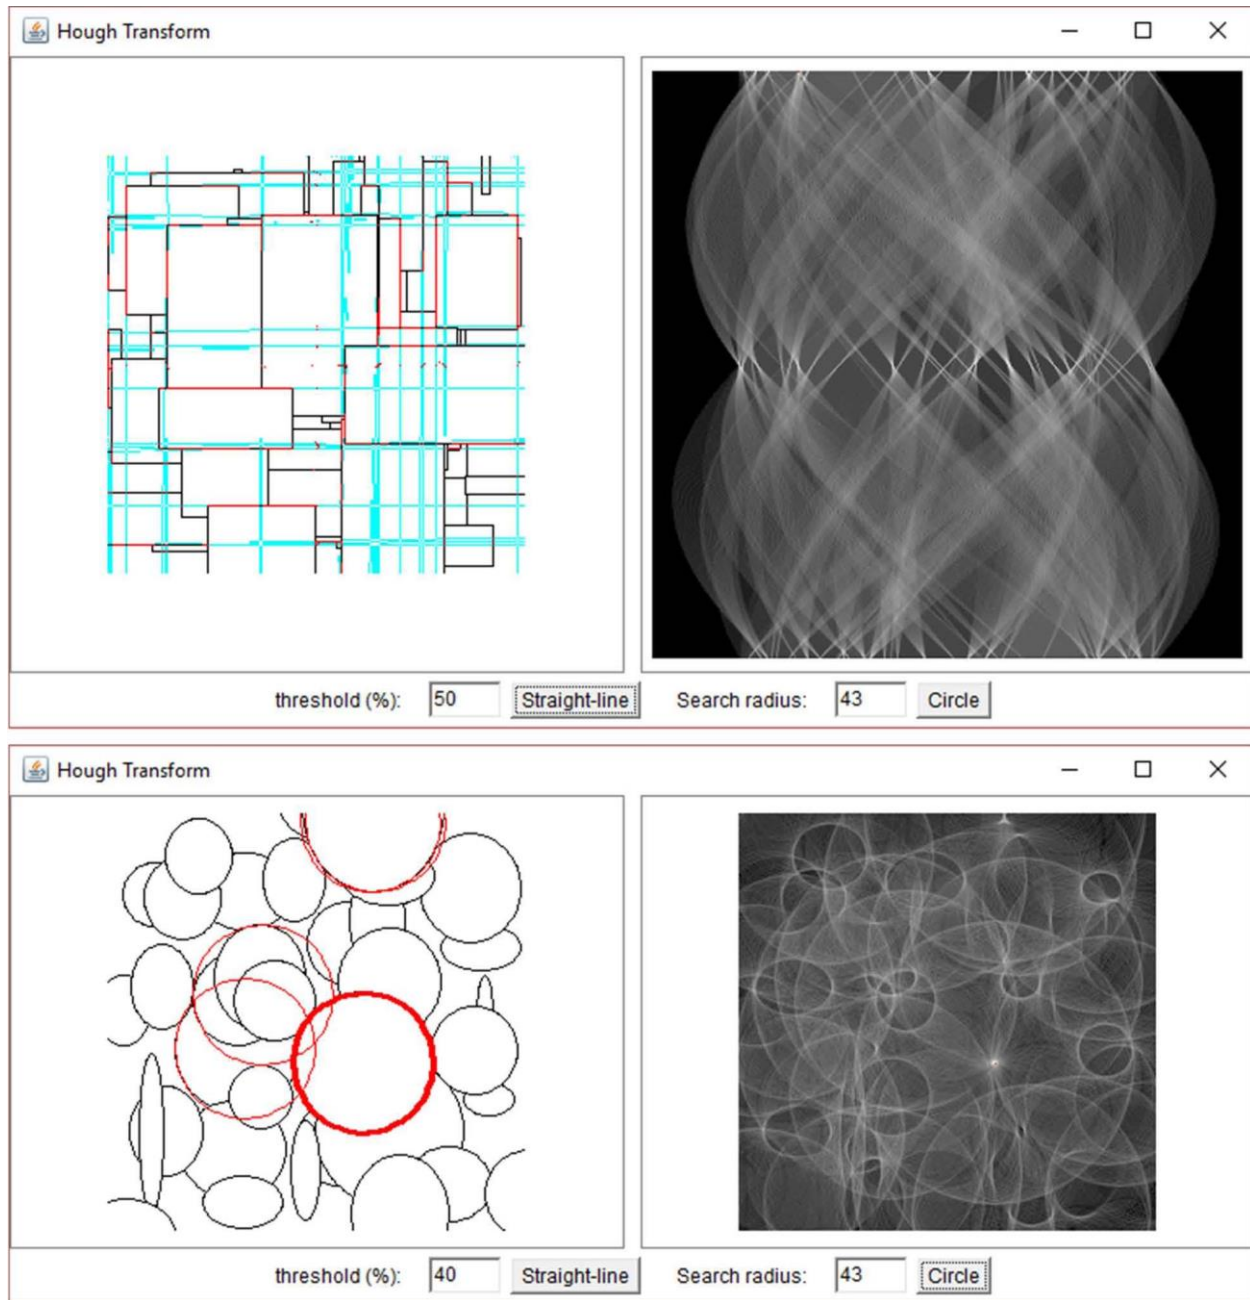 Hough Transform
threshold (%): 50 Straight-line Search radius: 43 Circle
Hough Transform
threshold (%): 40 Straight-line Search radius: 43 Circle